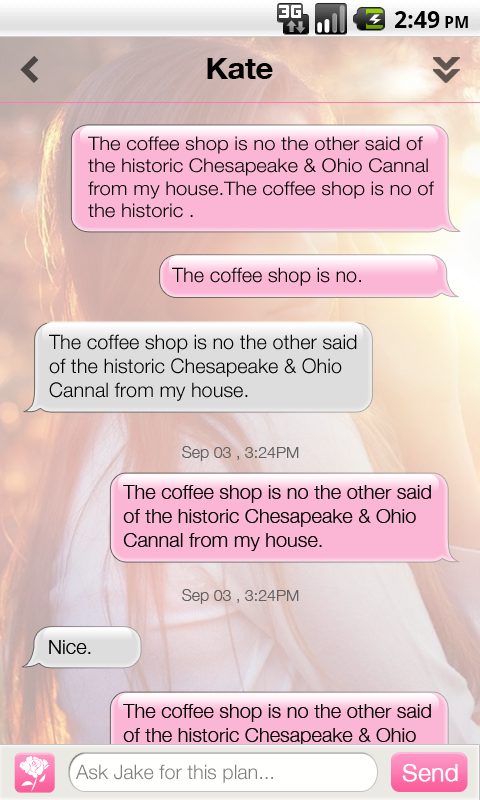 3G 2:49 PM
Kate
The coffee shop is no the other said of
the historic Chesapeake & Ohio Cannal
from my house.The coffee shop is no of
the historic .
The coffee shop is no.
The coffee shop is no the other said
of the historic Chesapeake & Ohio
Cannal from my house.
Sep 03 , 3:24PM
The coffee shop is no the other said
of the historic Chesapeake & Ohio
Cannal from my house.
Sep 03 , 3:24PM
Nice.
The coffee shop is no the other said
of the historic Chesapeake & Ohio
Ask Jake for this plan...
Send